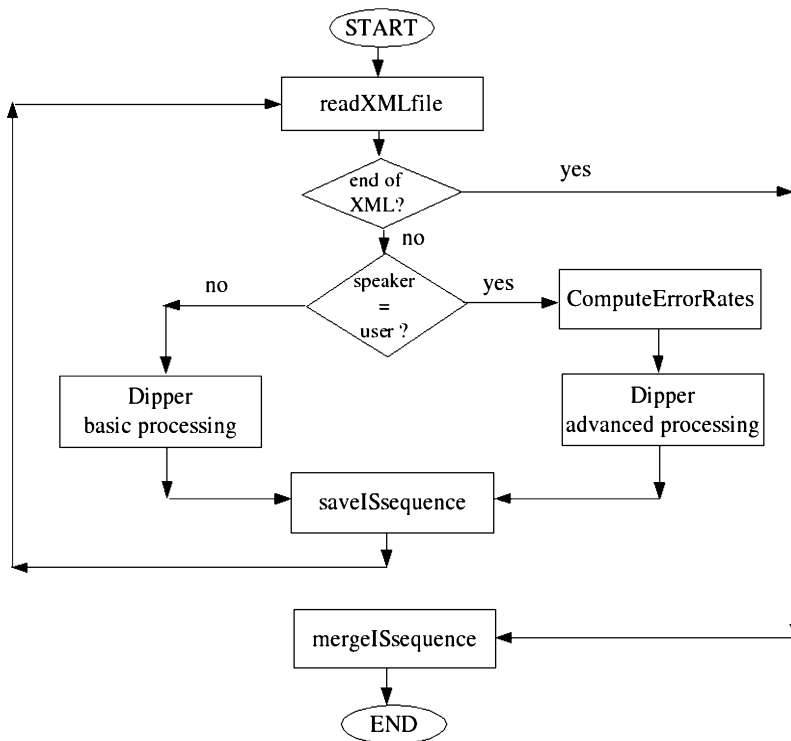 START
readXMLfile
end of
XML?
yes
no
speaker
=
user ?
no
yes
ComputeErrorRates
Dipper
basic processing
Dipper
advanced processing
saveISsequence
mergeISsequence
END